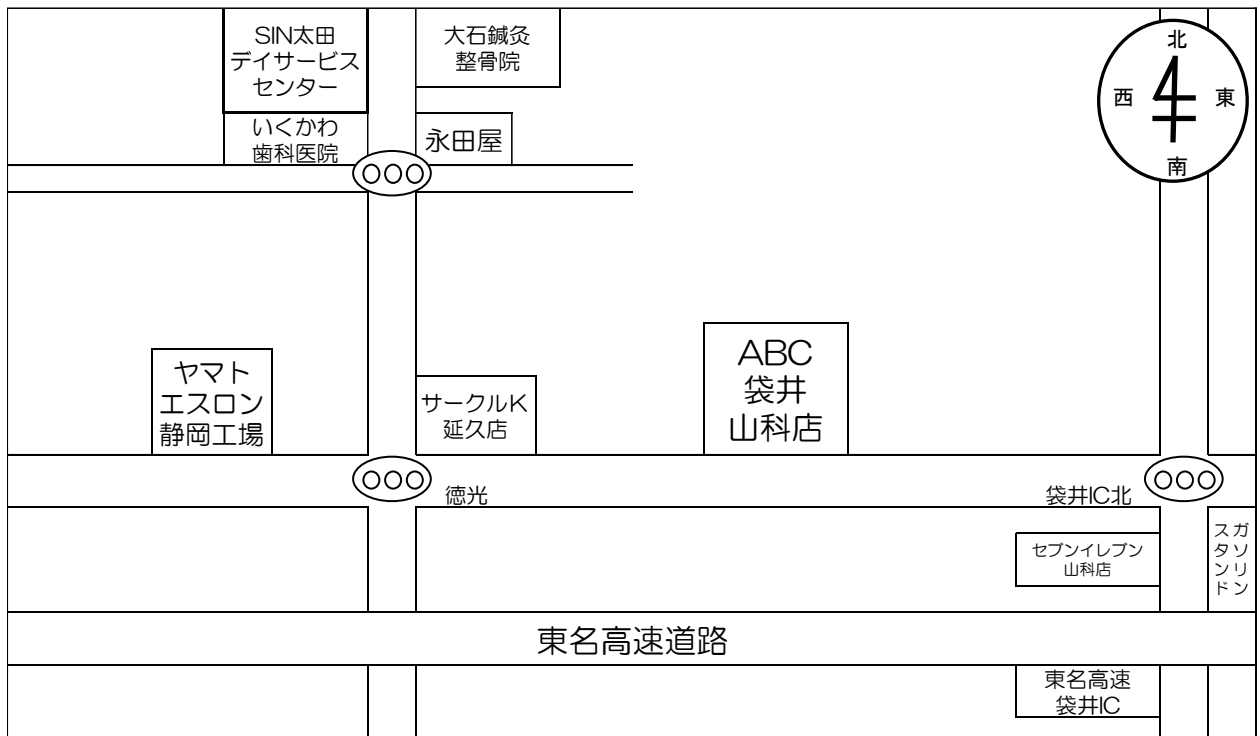 SIN太田
デイサービス
センター
大石鍼灸
整骨院
北
西
東
南
いくかわ
歯科医院
永田屋
ヤマト
エスロン
静岡工場
サークルK
延久店
ABC
袋井
山科店
徳光
袋井IC北
セブンイレブン
山科店
ガソリン
スタンド
東名高速道路
東名高速
袋井IC